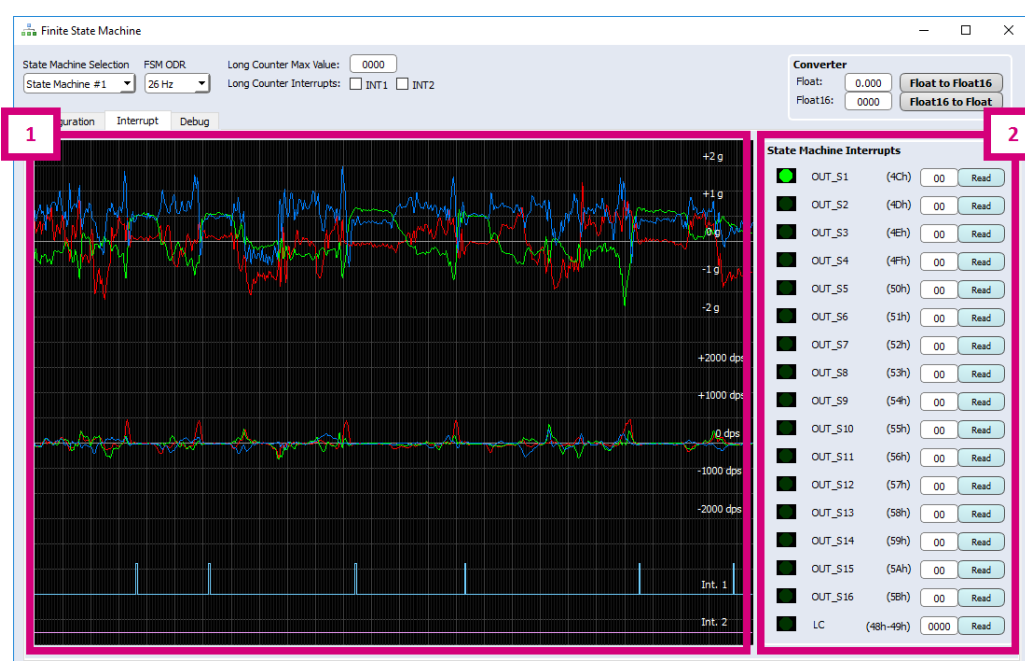 Finite State Machine
State Machine Selection FSM ODR Long Counter Max Value: 0000
State Machine #1 26 Hz Long Counter Interrupts: INT1 INT2
Converter
Float: 0.000 Float to Float16
Float16: 0000 Float16 to Float
1
uration Interrupt Debug
2
+2 g
+1 g
0 g
-1 g
-2 g
+2000 dps
+1000 dps
0 dps
-1000 dps
-2000 dps
Int. 1
Int. 2
State Machine Interrupts
OUT_S1 (4Ch) 00 Read
OUT_S2 (4Dh) 00 Read
OUT_S3 (4Eh) 00 Read
OUT_S4 (4Fh) 00 Read
OUT_S5 (50h) 00 Read
OUT_S6 (51h) 00 Read
OUT_S7 (52h) 00 Read
OUT_S8 (53h) 00 Read
OUT_S9 (54h) 00 Read
OUT_S10 (55h) 00 Read
OUT_S11 (56h) 00 Read
OUT_S12 (57h) 00 Read
OUT_S13 (58h) 00 Read
OUT_S14 (59h) 00 Read
OUT_S15 (5Ah) 00 Read
OUT_S16 (5Bh) 00 Read
LC (48h-49h) 0000 Read